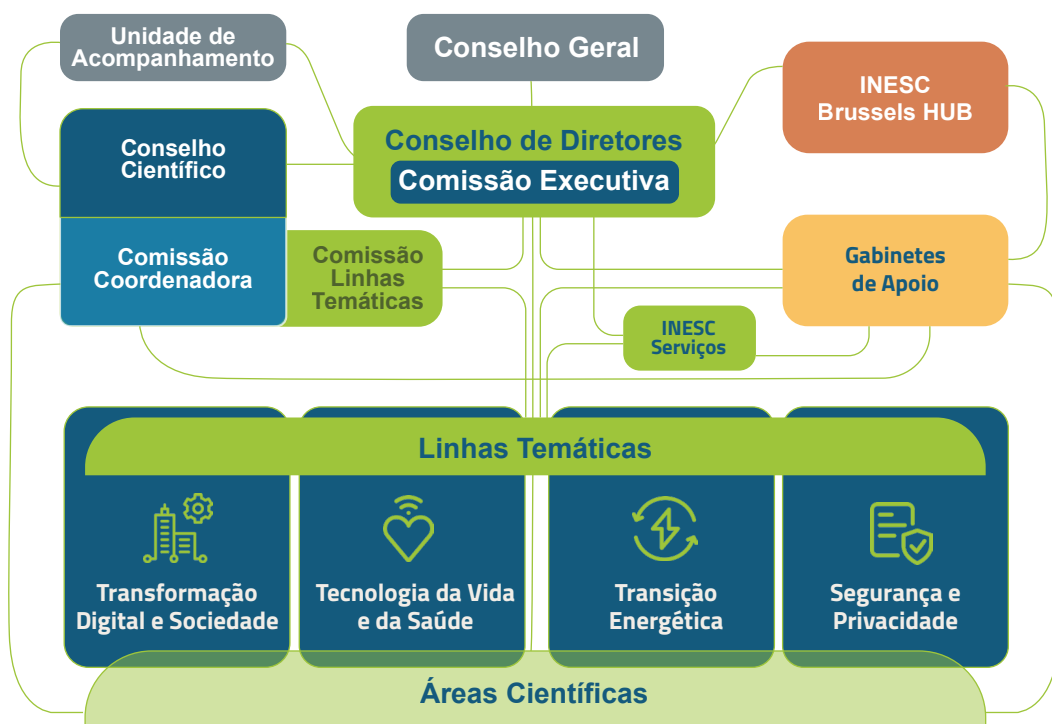 Unidade de
Acompanhamento
Conselho Geral
INESC
Brussels HUB
Conselho
Científico
Conselho de Diretores
Comissão Executiva
Comissão
Coordenadora
Comissão
Linhas
Temáticas
Gabinetes
de Apoio
INESC
Serviços
Linhas Temáticas
Transformação
Digital e Sociedade
Tecnologia da Vida
e da Saúde
Transição
Energética
Segurança e
Privacidade
Áreas Científicas